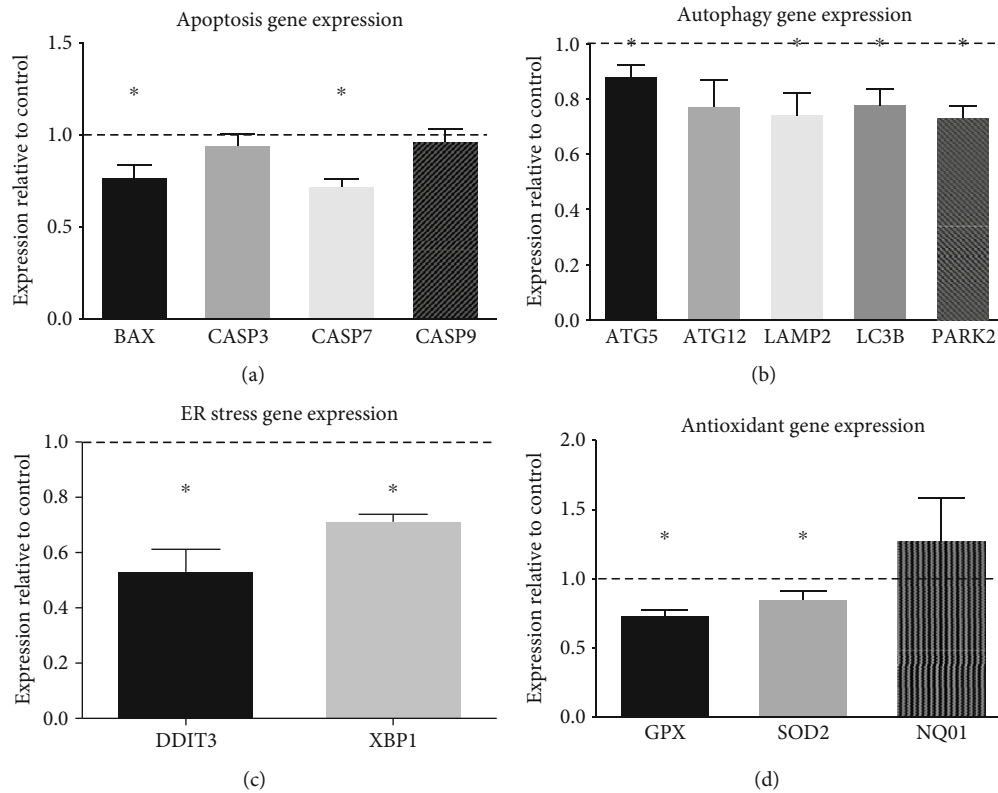 Apoptosis gene expression
Expression relative to control
1.5
1.0
0.5
0.0
* *
BAX CASP3 CASP7 CASP9
(a)
Autophagy gene expression
Expression relative to control
1.0
0.8
0.6
0.4
0.2
0.0
* * * *
ATG5 ATG12 LAMP2 LC3B PARK2
(b)
ER stress gene expression
Expression relative to control
1.0
0.8
0.6
0.4
0.2
0.0
* *
DDIT3 XBP1
(c)
Antioxidant gene expression
Expression relative to control
2.0
1.5
1.0
0.5
0.0
* *
GPX SOD2 NQ01
(d)